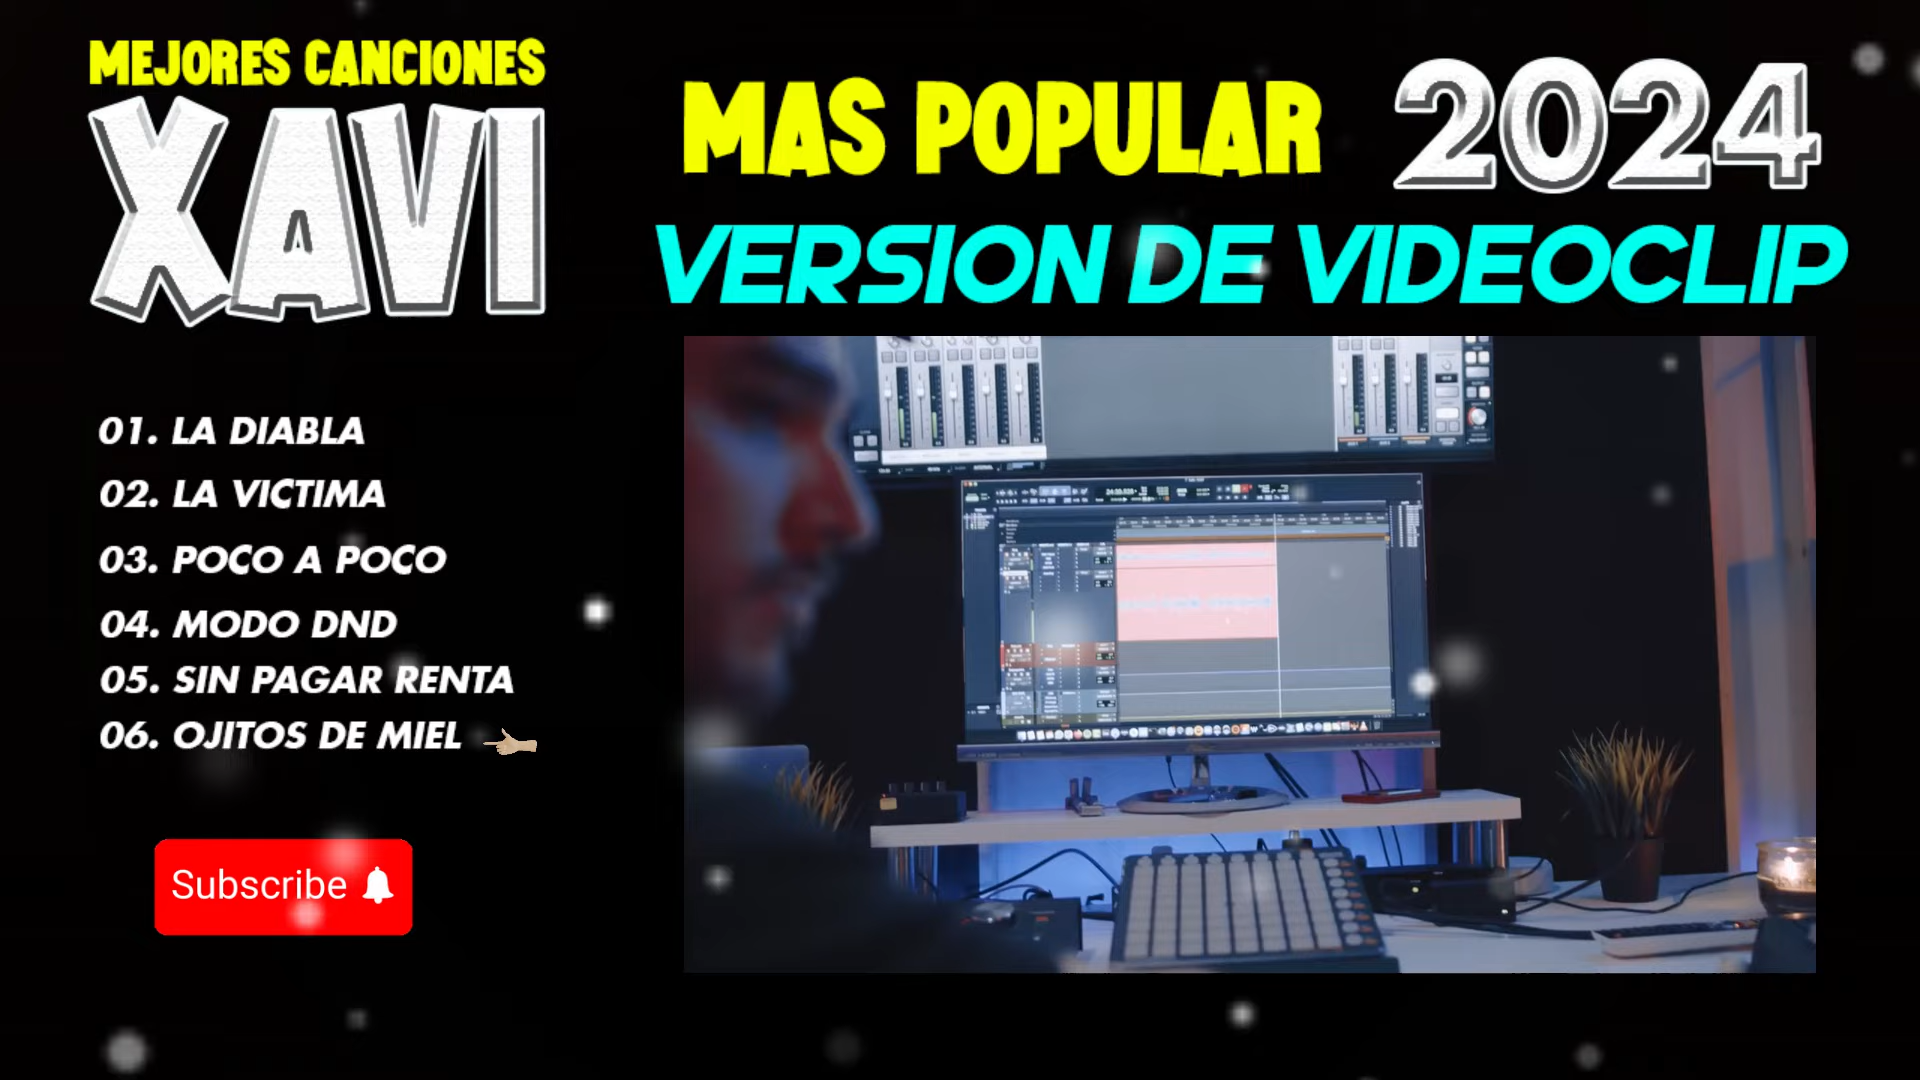 MEJORES CANCIONES
XAVI
MAS POPULAR 2024
VERSION DE VIDEOCLIP
01. LA DIABLA
02. LA VICTIMA
03. POCO A POCO
04. MODO DND
05. SIN PAGAR RENTA
06. OJITOS DE MIEL
Subscribe